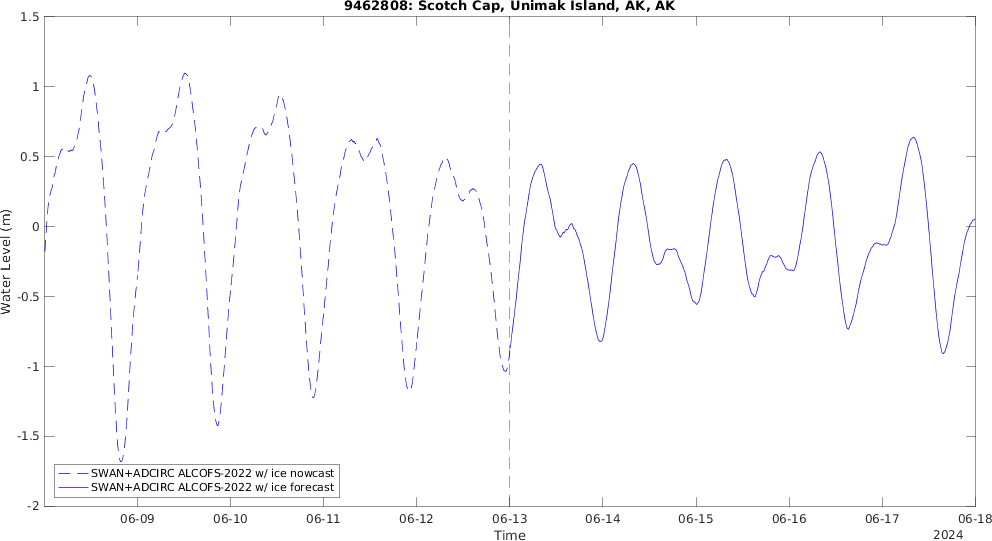 9462808: Scotch Cap, Unimak Island, AK, AK
1.5
1
0.5
0
-0.5
-1
-1.5
-2
Water Level (m)
SWAN+ADCIRC ALCOFS-2022 w/ ice nowcast
SWAN+ADCIRC ALCOFS-2022 w/ ice forecast
06-09 06-10 06-11 06-12 06-13 06-14 06-15 06-16 06-17 06-18
Time
2024